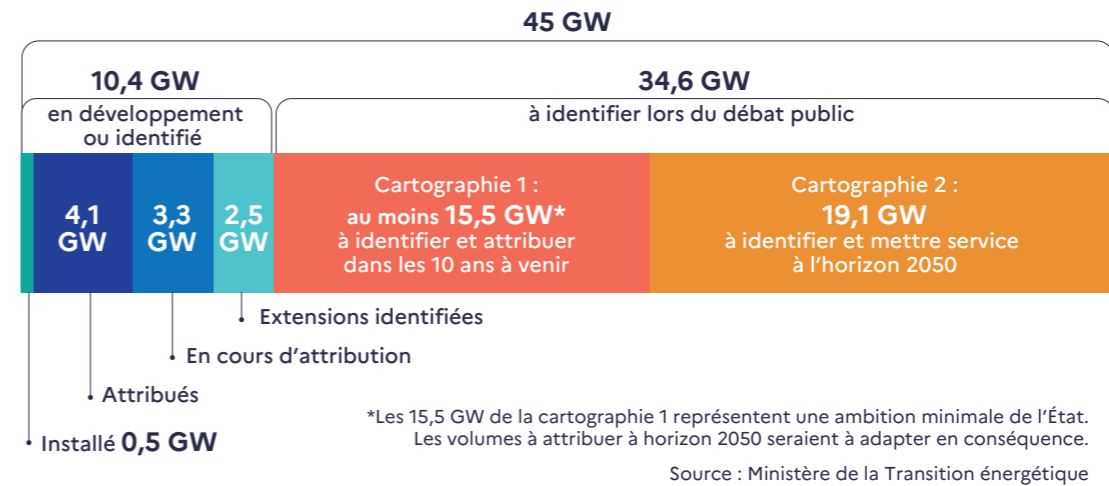 45 GW
10,4 GW
en développement
ou identifié
34,6 GW
à identifier lors du débat public
4,1
GW
3,3
GW
2,5
GW
Cartographie 1 :
au moins 15,5 GW*
à identifier et attribuer
dans les 10 ans à venir
Cartographie 2 :
19,1 GW
à identifier et mettre service
à l'horizon 2050
Extensions identifiées
En cours d'attribution
Attribués
Installé 0,5 GW
*Les 15,5 GW de la cartographie 1 représentent une ambition minimale de l'État.
Les volumes à attribuer à horizon 2050 seraient à adapter en conséquence.
Source : Ministère de la Transition énergétique